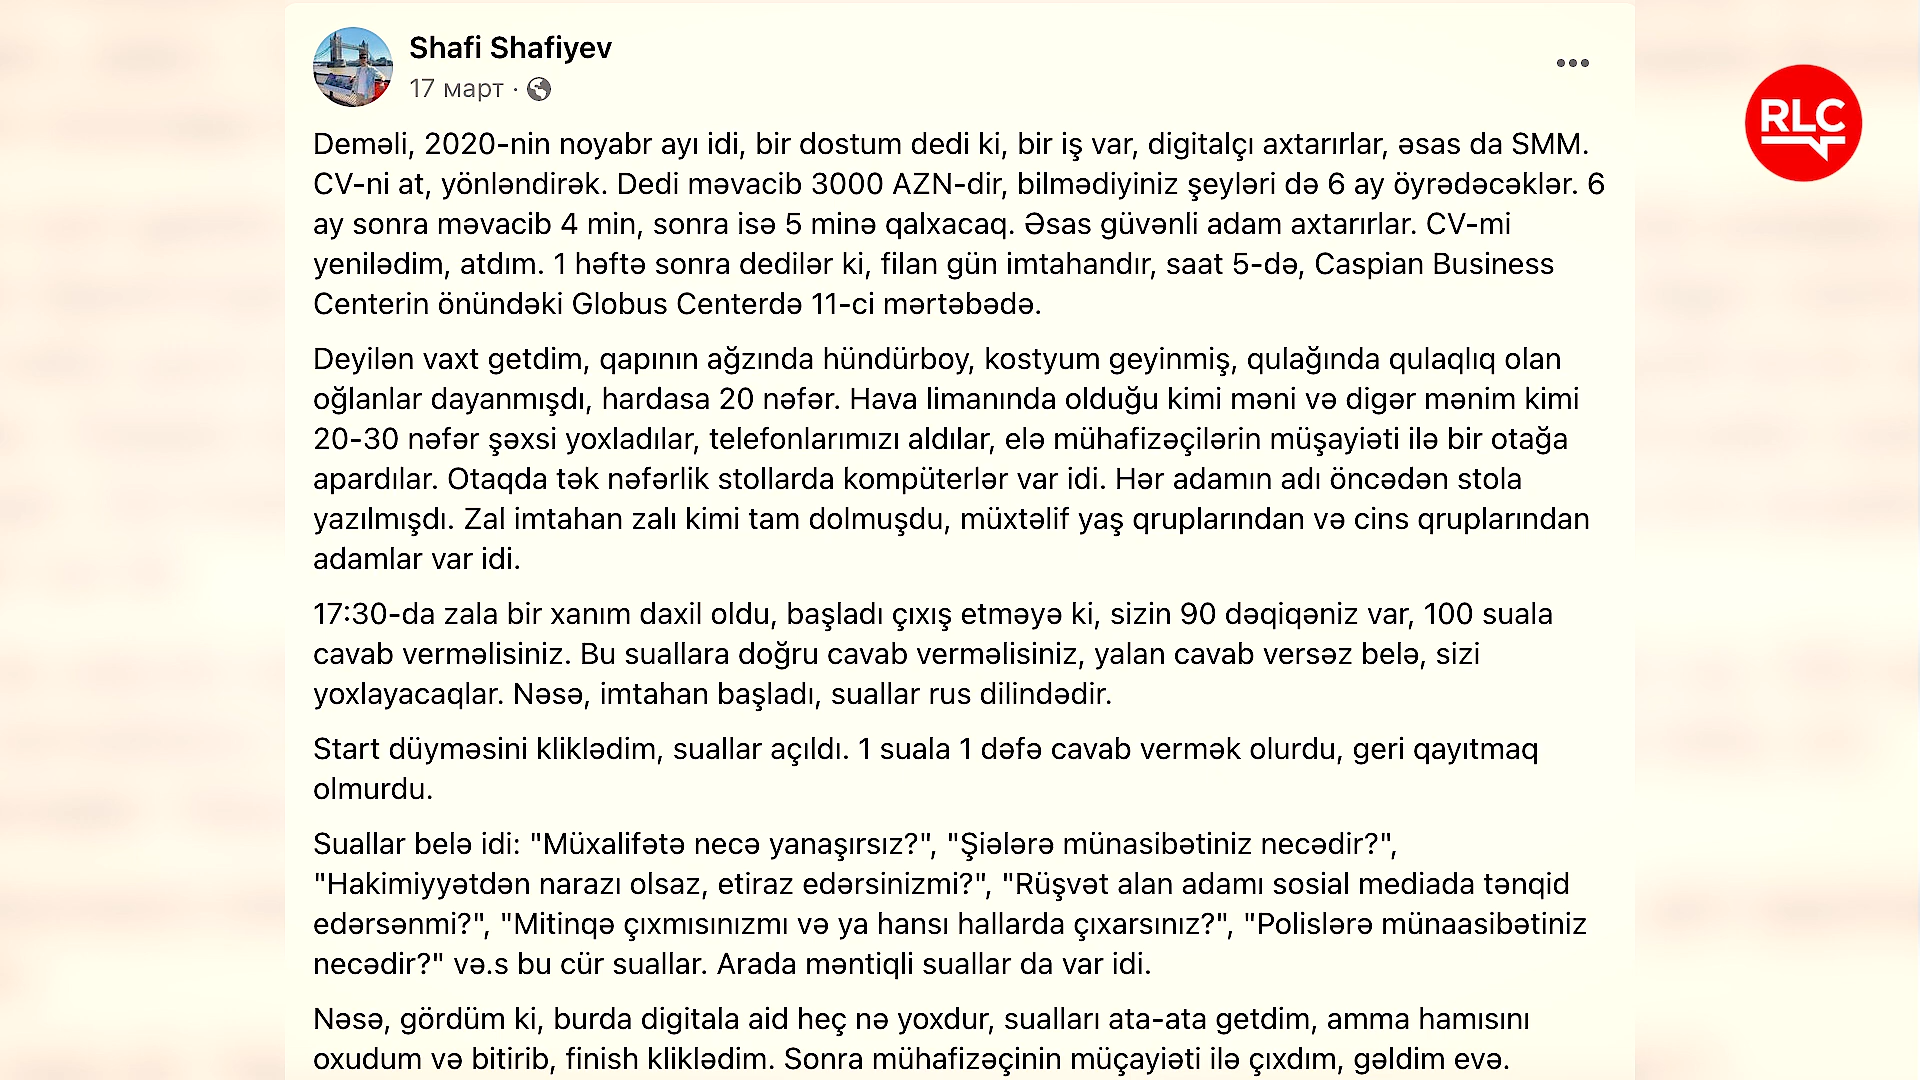 Shafi Shafiyev
17 март ·
RLC
Deməli, 2020-nin noyabr ayı idi, bir dostum dedi ki, bir iş var, digitalçı axtarırlar, əsas da SMM.
CV-ni at, yönləndirək. Dedi məvacib 3000 AZN-dir, bilmədiyiniz şeyləri də 6 ay öyrədəcəklər. 6
ay sonra məvacib 4 min, sonra isə 5 minə qalxacaq. Əsas güvənli adam axtarırlar. CV-mi
yenilədim, atdım. 1 həftə sonra dedilər ki, filan gün imtahandır, saat 5-də, Caspian Business
Centerin önündəki Globus Centerdə 11-ci mərtəbədə.
Deyilən vaxt getdim, qapının ağzında hündürboy, kostyum geyinmiş, qulağında qulaqlıq olan
oğlanlar dayanmışdı, hardasa 20 nəfər. Hava limanında olduğu kimi məni və digər mənim kimi
20-30 nəfər şəxsi yoxladılar, telefonlarımızı aldılar, elə mühafizəçilərin müşayiəti ilə bir otağa
apardılar. Otaqda tək nəfərlik stollarda kompüterlər var idi. Hər adamın adı öncədən stola
yazılmışdı. Zal imtahan zalı kimi tam dolmuşdu, müxtəlif yaş qruplarından və cins qruplarından
adamlar var idi.
17:30-da zala bir xanım daxil oldu, başladı çıxış etməyə ki, sizin 90 dəqiqəniz var, 100 suala
cavab verməlisiniz. Bu suallara doğru cavab verməlisiniz, yalan cavab versəz belə, sizi
yoxlayacaqlar. Nəsə, imtahan başladı, suallar rus dilindədir.
Start düyməsini kliklədim, suallar açıldı. 1 suala 1 dəfə cavab vermək olurdu, geri qayıtmaq
olmurdu.
Suallar belə idi: "Müxalifətə necə yanaşırsız?", "Şiələrə münasibətiniz necədir?",
"Hakimiyyətdən narazı olsaz, etiraz edərsinizmi?", "Rüşvət alan adamı sosial mediada tənqid
edərsənmi?", "Mitinqə çıxmısınızmı və ya hansı hallarda çıxarsınız?", "Polislərə münaasibətiniz
necədir?" və.s bu cür suallar. Arada məntiqli suallar da var idi.
Nəsə, gördüm ki, burda digitala aid heç nə yoxdur, sualları ata-ata getdim, amma hamısını
oxudum və bitirib, finish kliklədim. Sonra mühafizəçinin müçayiəti ilə çıxdım, gəldim evə.